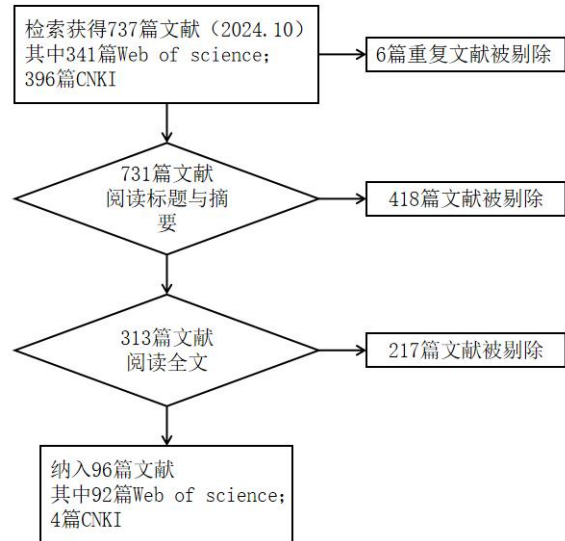 检索获得737篇文献（2024.10）
其中341篇Web of science；
396篇CNKI
6篇重复文献被剔除
731篇文献
阅读标题与摘
要
418篇文献被剔除
313篇文献
阅读全文
217篇文献被剔除
纳入96篇文献
其中92篇Web of science；
4篇CNKI